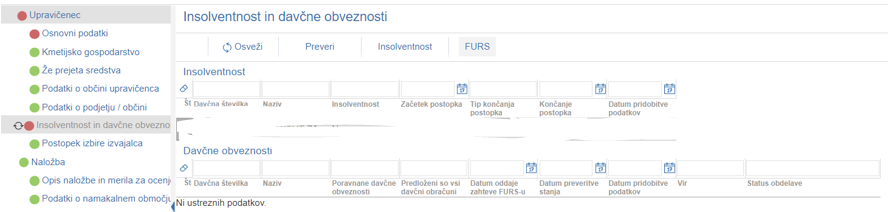 Upravičenec
Osnovni podatki
Kmetijsko gospodarstvo
Že prejeta sredstva
Podatki o občini upravičenca
Podatki o podjetju / občini
Insolventnost in davčne obvezno
Postopek izbire izvajalca
Naložba
Opis naložbe in merila za ocenj
Podatki o namakalnem območju
Insolventnost in davčne obveznosti
Osveži Preveri Insolventnost FURS
Insolventnost
Št Davčna številka Naziv Insolventnost Začetek postopka Tip končanja postopka Končanje postopka Datum pridobitve podatkov
Davčne obveznosti
Št Davčna številka Naziv Poravnane davčne obveznosti Predloženi so vsi davčni obračuni Datum oddaje zahteve FURS-u Datum preveritve stanja Datum pridobitve podatkov Vir Status obdelave
Ni ustreznih podatkov.